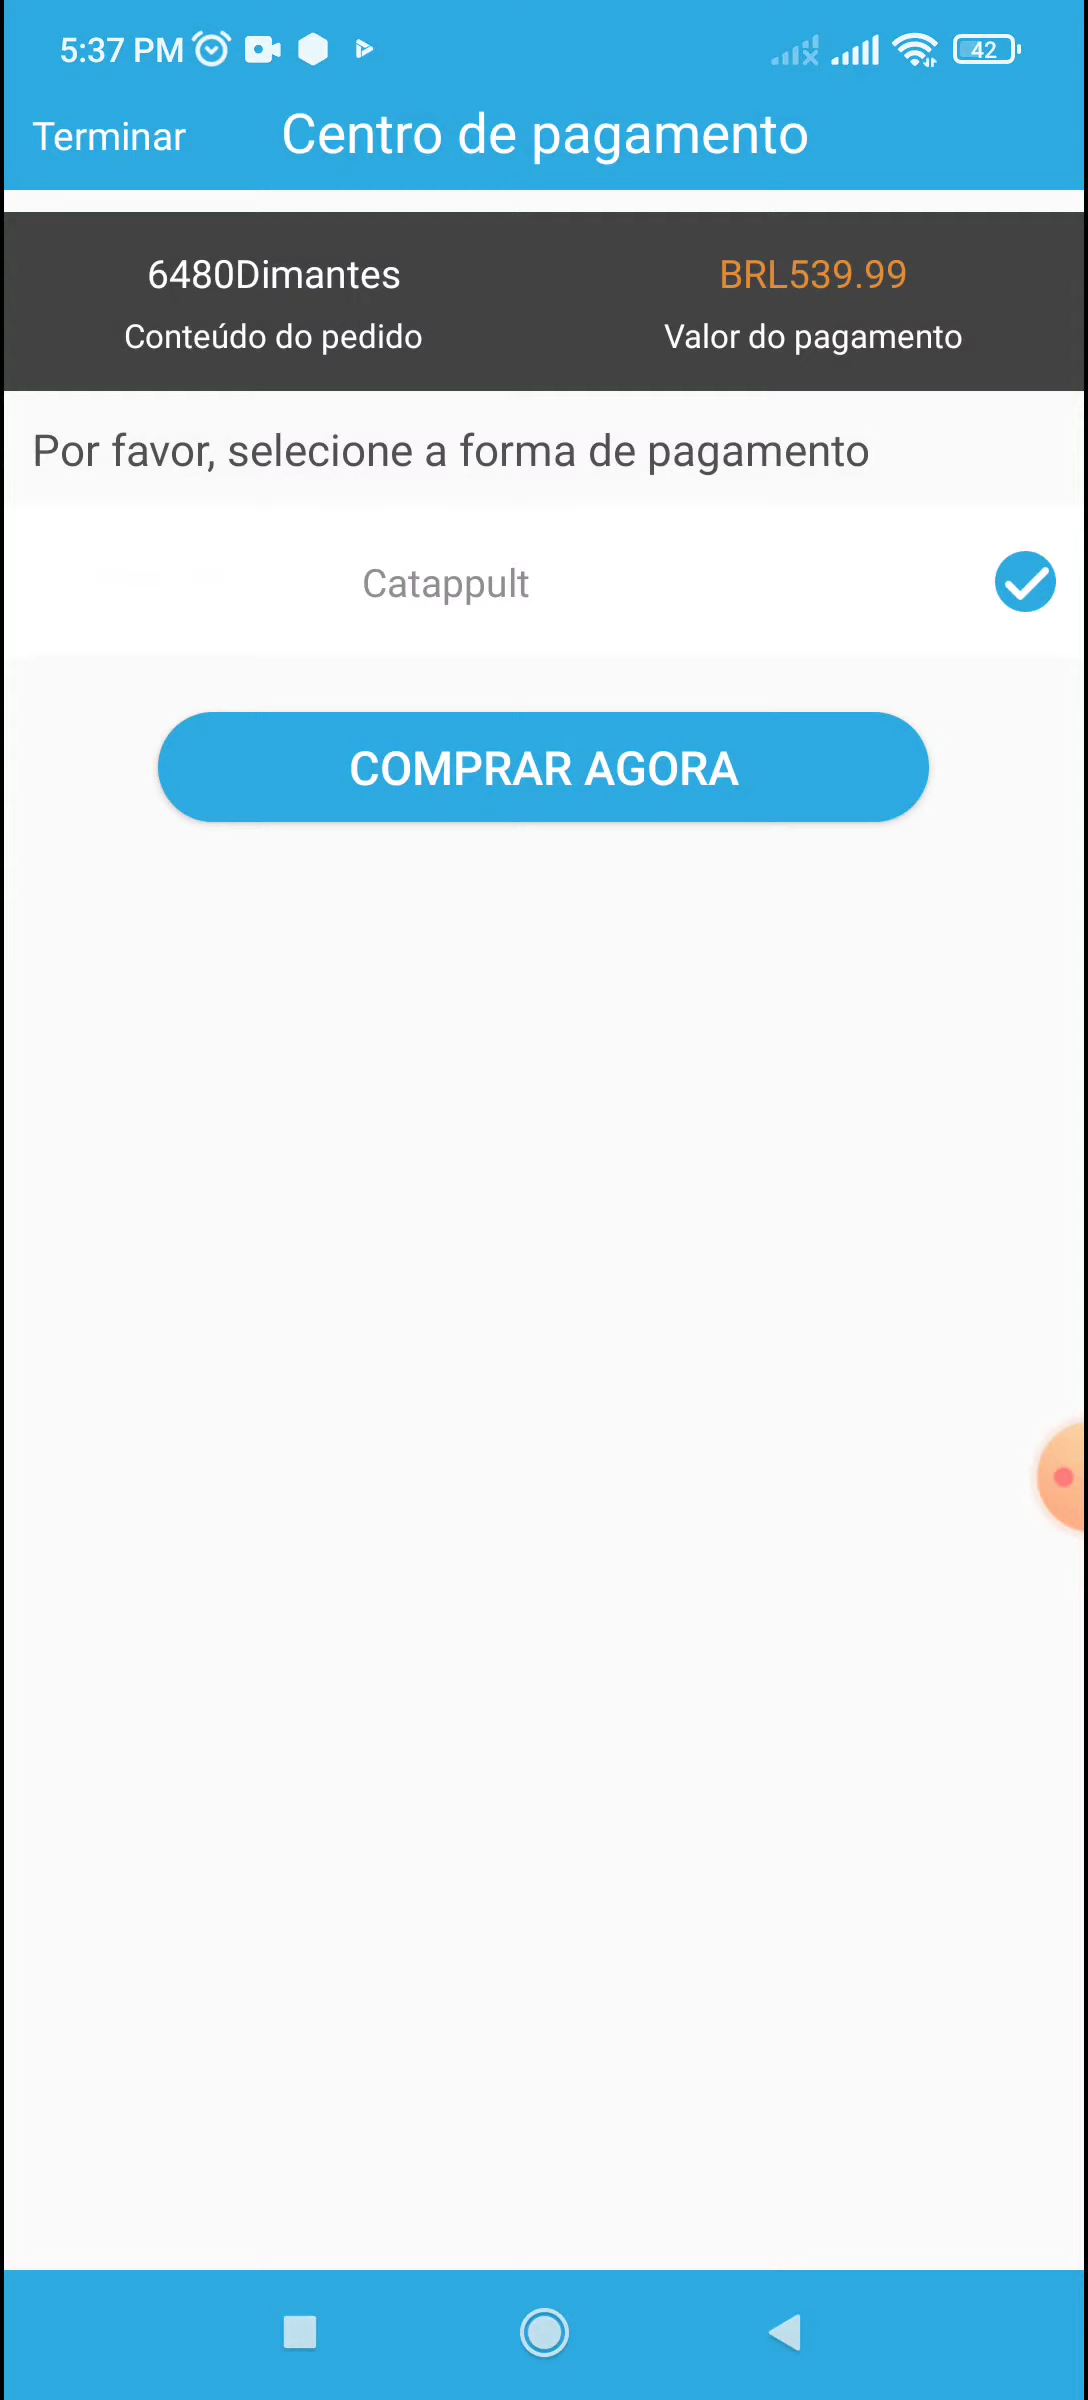 5:37 PM
42
Terminar
Centro de pagamento
6480Dimantes
BRL539.99
Conteúdo do pedido
Valor do pagamento
Por favor, selecione a forma de pagamento
Catappult
COMPRAR AGORA